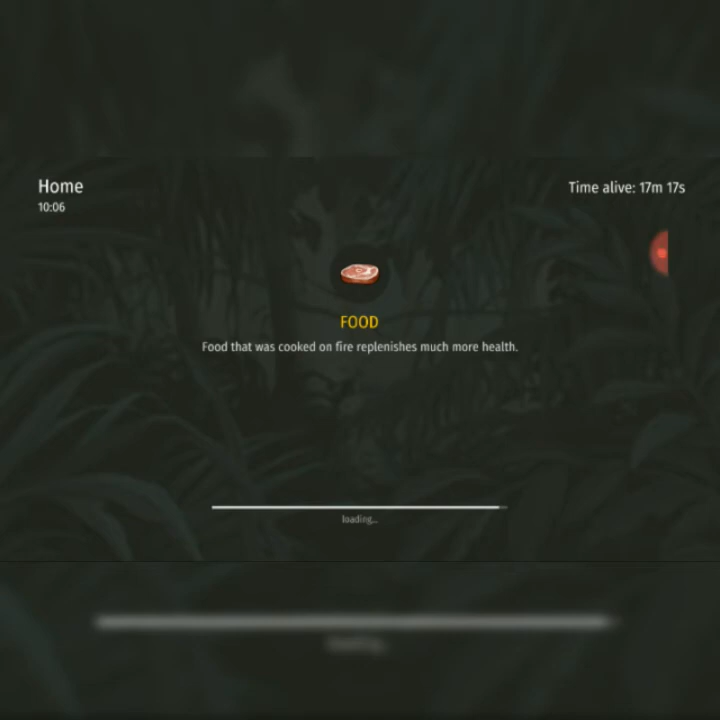 Home
Time alive: 17m 17s
10:06
FOOD
Food that was cooked on fire replenishes much more health.
loading...